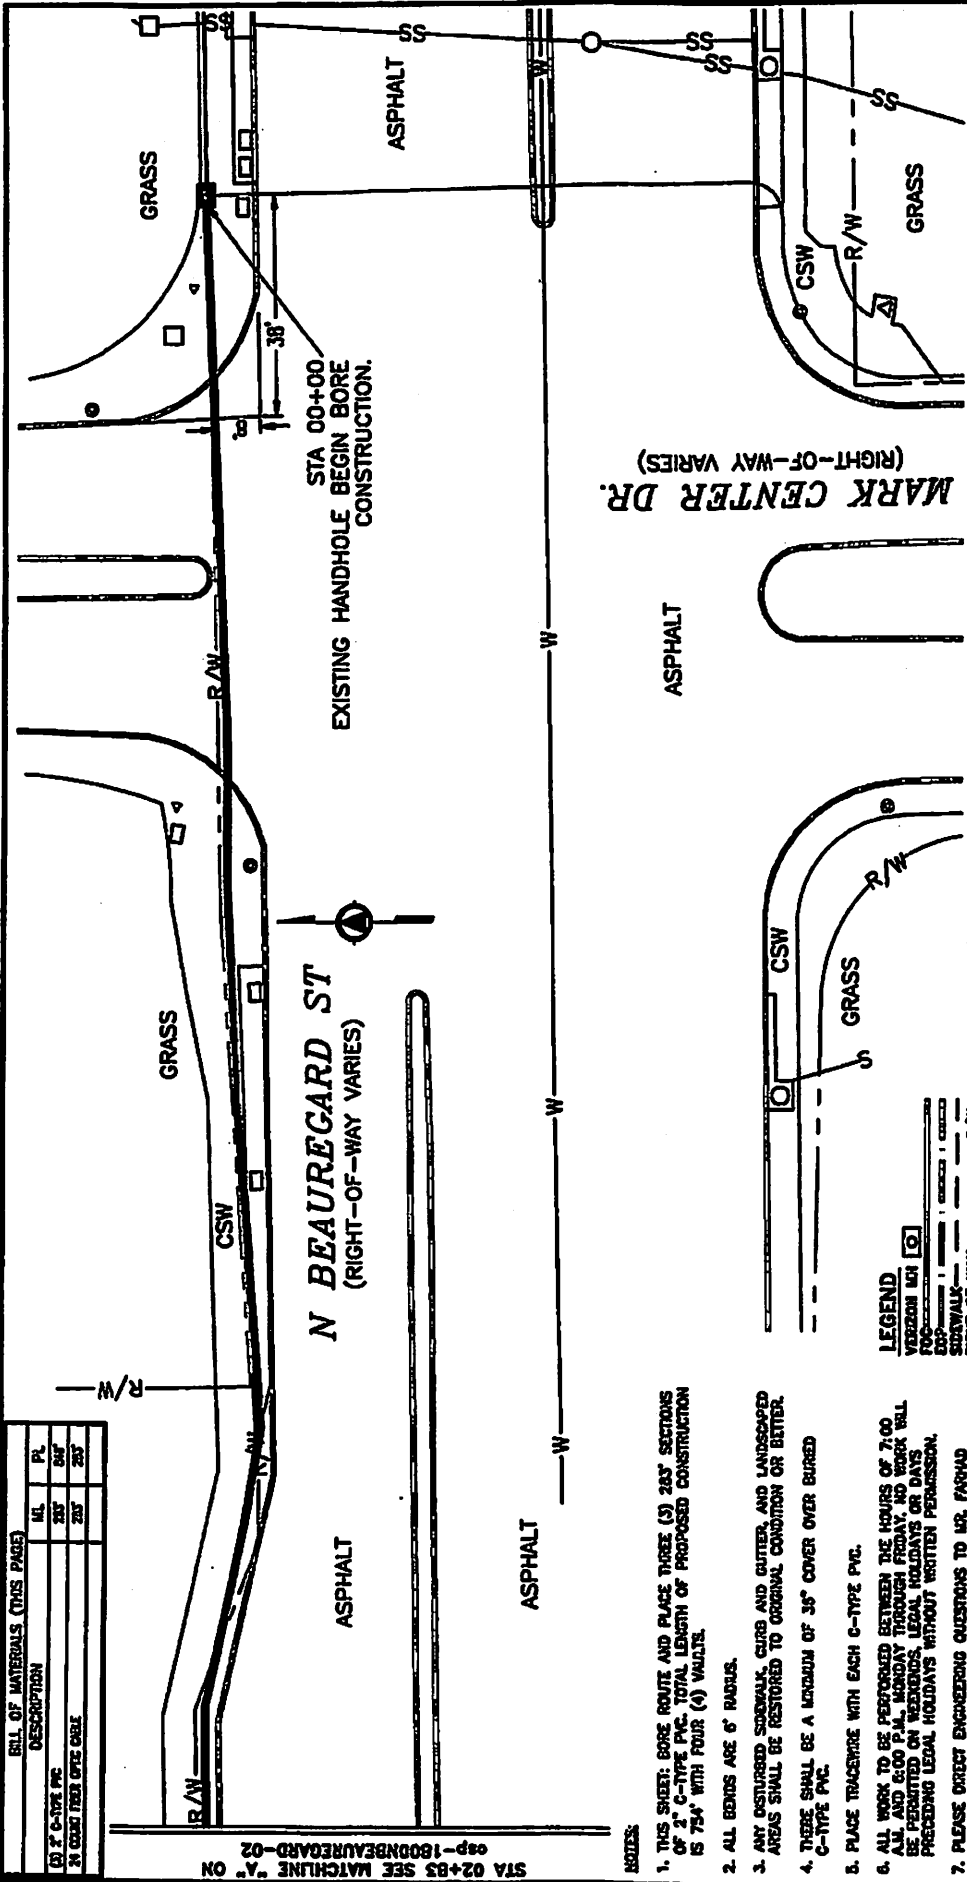 BILL OF MATERIALS (THIS PAGE)
DESCRIPTION ML PL
(3) 2" C-TYPE PVC 283' 849'
24 COUNT FIBER OPTIC CABLE 283' 283'
GRASS
GRASS
ASPHALT
SS
SS
SS
SS
SS
W
STA 00+00
EXISTING HANDHOLE BEGIN BORE
CONSTRUCTION.
38'
8'
R/W
R/W
R/W
R/W
CSW
N BEAUREGARD ST
(RIGHT-OF-WAY VARIES)
W
W
W
ASPHALT
ASPHALT
ASPHALT
MARK CENTER DR.
(RIGHT-OF-WAY VARIES)
CSW
R/W
GRASS
CSW
R/W
GRASS
S
STA 02+83 SEE MATCHLINE "A" ON
osp-1800NBEAUREGARD-02
NOTES:
1. THIS SHEET: BORE ROUTE AND PLACE THREE (3) 283' SECTIONS
OF 2" C-TYPE PVC. TOTAL LENGTH OF PROPOSED CONSTRUCTION
IS 754' WITH FOUR (4) VAULTS.
2. ALL BENDS ARE 6' RADIUS.
3. ANY DISTURBED SIDEWALK, CURB AND GUTTER, AND LANDSCAPED
AREAS SHALL BE RESTORED TO ORIGINAL CONDITION OR BETTER.
4. THERE SHALL BE A MINIMUM OF 36" COVER OVER BURIED
C-TYPE PVC.
5. PLACE TRACEWIRE WITH EACH C-TYPE PVC.
6. ALL WORK TO BE PERFORMED BETWEEN THE HOURS OF 7:00
A.M. AND 6:00 P.M. MONDAY THROUGH FRIDAY. NO WORK WILL
BE PERMITTED ON WEEKENDS, LEGAL HOLIDAYS OR DAYS
PRECEDING LEGAL HOLIDAYS WITHOUT WRITTEN PERMISSION.
7. PLEASE DIRECT ENGINEERING QUESTIONS TO MR. FARHAD
LEGEND
VERIZON MH
FOC
EOP
SIDEWALK